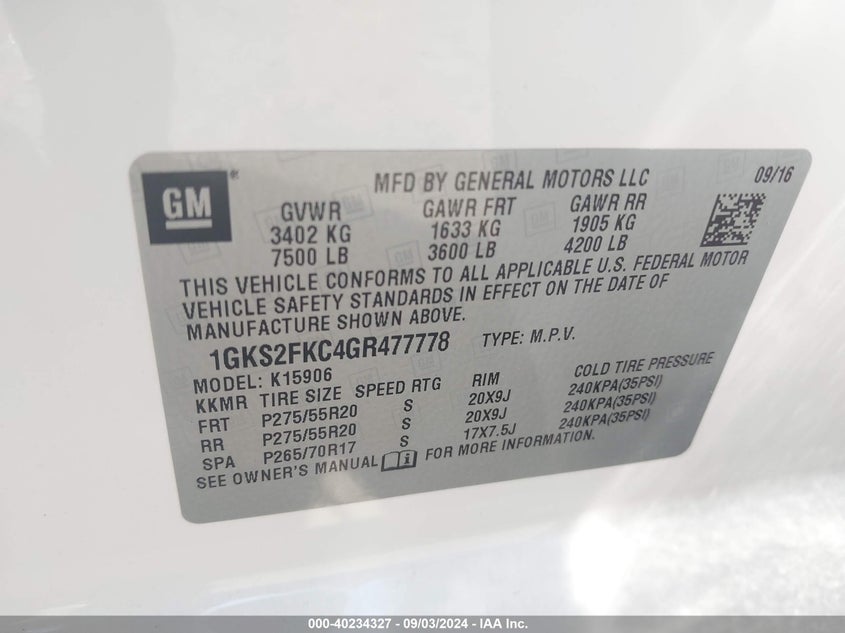 GM ®
MFD BY GENERAL MOTORS LLC 09/16
GVWR GAWR FRT GAWR RR
3402 KG 1633 KG 1905 KG
7500 LB 3600 LB 4200 LB
THIS VEHICLE CONFORMS TO ALL APPLICABLE U.S. FEDERAL MOTOR
VEHICLE SAFETY STANDARDS IN EFFECT ON THE DATE OF
MANUFACTURE SHOWN ABOVE.
1GKS2FKC4GR477778 TYPE: M.P.V.
MODEL: K15906
KKMR TIRE SIZE SPEED RTG RIM COLD TIRE PRESSURE
FRT P275/55R20 S 20X9J 240KPA(35PSI)
RR P275/55R20 S 20X9J 240KPA(35PSI)
SPA P265/70R17 S 17X7.5J 240KPA(35PSI)
SEE OWNER'S MANUAL FOR MORE INFORMATION.
000-40234327 - 09/03/2024 - IAA Inc.